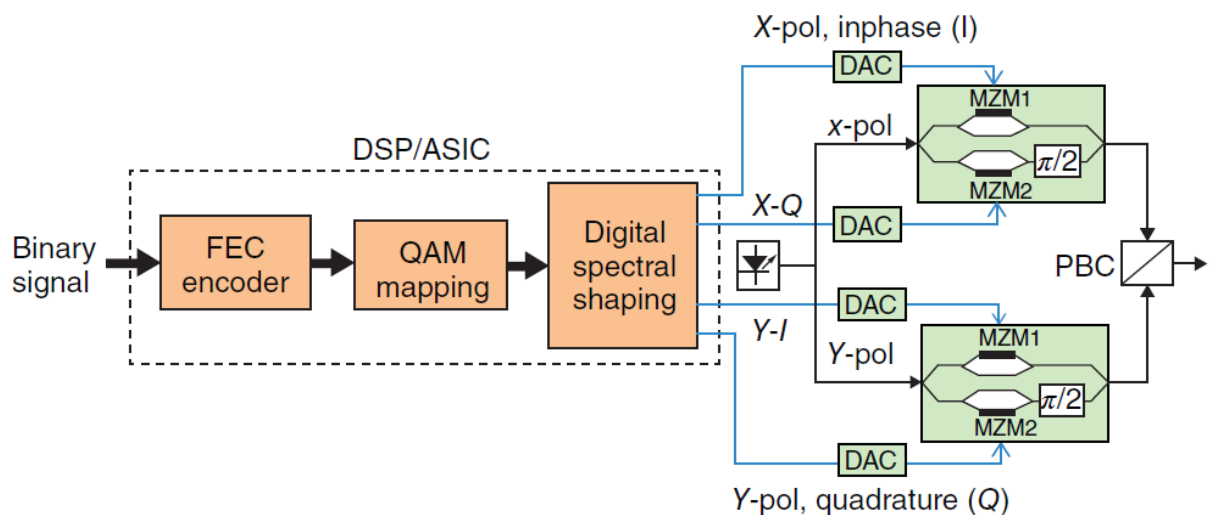 X-pol, inphase (I)
DAC
MZM1
x-pol
π/2
MZM2
DSP/ASIC
X-Q
DAC
Binary
signal
FEC
encoder
QAM
mapping
Digital
spectral
shaping
PBC
DAC
Y-I
MZM1
Y-pol
π/2
MZM2
DAC
Y-pol, quadrature (Q)